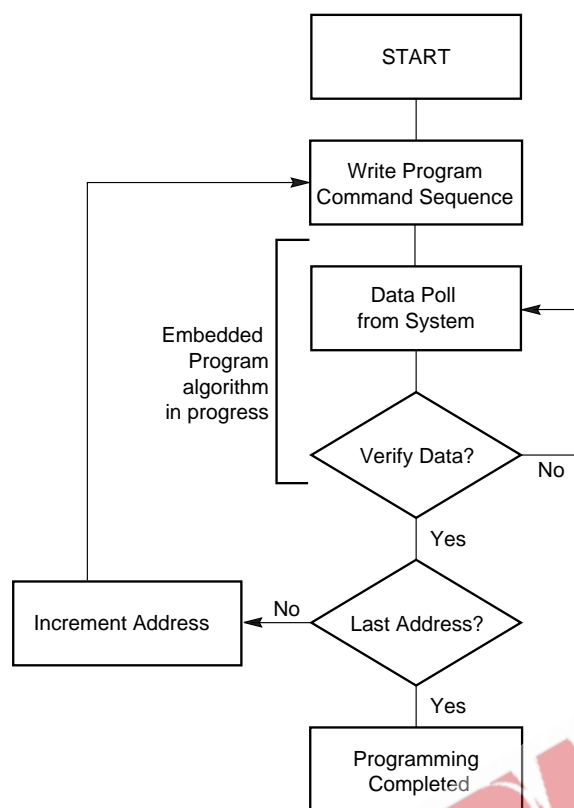 START
Write Program
Command Sequence
Data Poll
from System
Embedded
Program
algorithm
in progress
Verify Data?
No
Yes
Increment Address
No
Last Address?
Yes
Programming
Completed